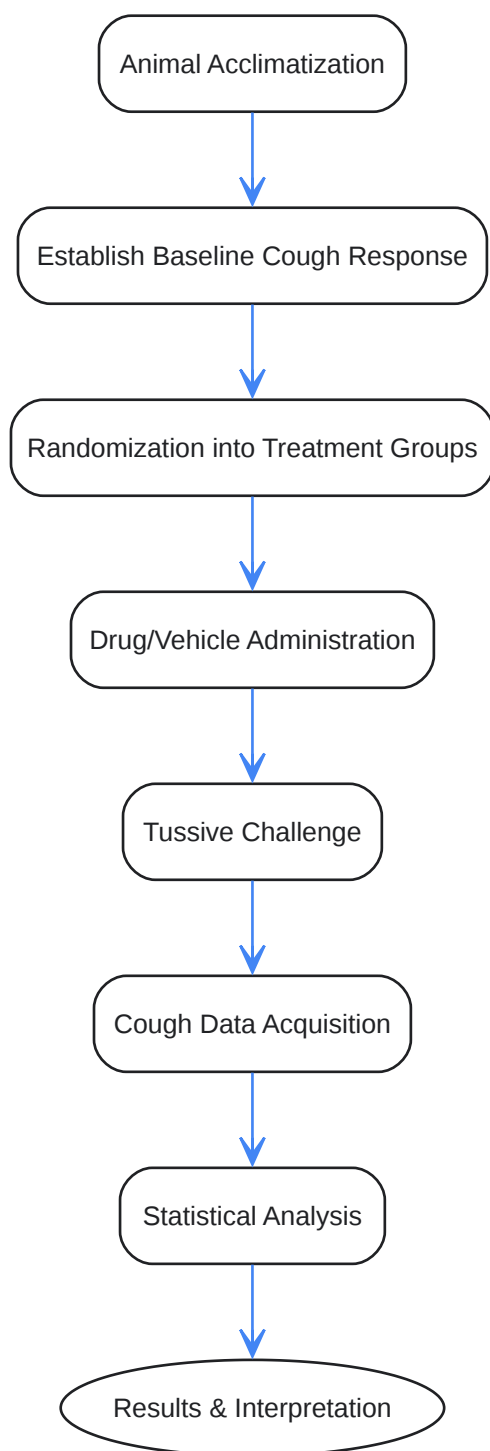 Animal Acclimatization
Establish Baseline Cough Response
Randomization into Treatment Groups
Drug/Vehicle Administration
Tussive Challenge
Cough Data Acquisition
Statistical Analysis
Results & Interpretation